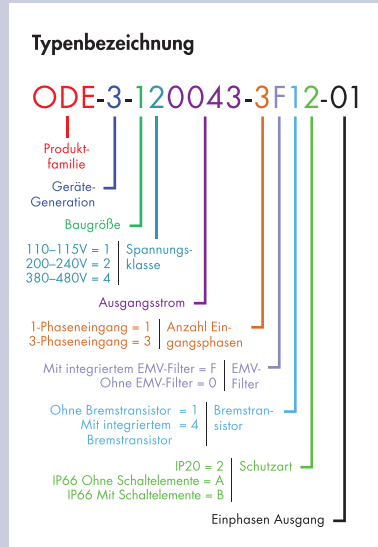 Typenbezeichnung
ODE-3-120043-3F12-01
Produkt-
familie
Geräte-
Generation
Baugröße
110–115V = 1
200–240V = 2
380–480V = 4
Spannungs-
klasse
Ausgangsstrom
1-Phaseneingang = 1
3-Phaseneingang = 3
Anzahl Ein-
gangsphasen
Mit integriertem EMV-Filter = F
Ohne EMV-Filter = 0
EMV-
Filter
Ohne Bremstransistor = 1
Mit integriertem = 4
Bremstransistor
Bremstran-
sistor
IP20 = 2
IP66 Ohne Schaltelemente = A
IP66 Mit Schaltelemente = B
Schutzart
Einphasen Ausgang